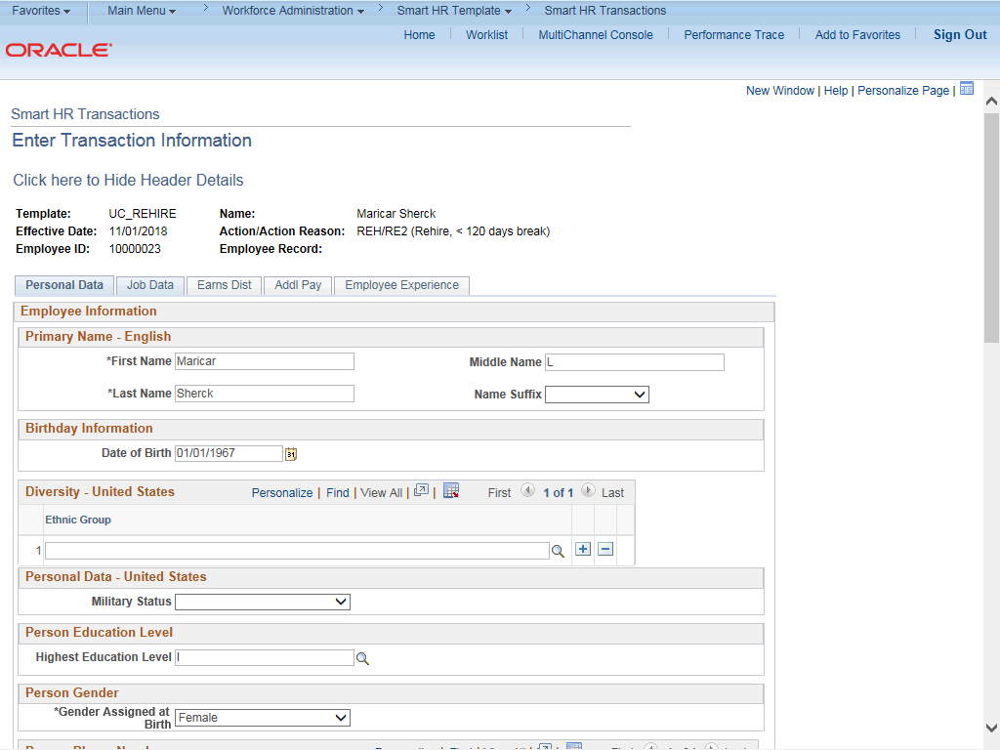 Favorites Main Menu > Workforce Administration > Smart HR Template > Smart HR Transactions
Home Worklist MultiChannel Console Performance Trace Add to Favorites Sign Out
ORACLE
New Window | Help | Personalize Page |
Smart HR Transactions
Enter Transaction Information
Click here to Hide Header Details
Template: UC_REHIRE Name: Maricar Sherck
Effective Date: 11/01/2018 Action/Action Reason: REH/RE2 (Rehire, < 120 days break)
Employee ID: 10000023 Employee Record:
Personal Data Job Data Earns Dist Addl Pay Employee Experience
Employee Information
Primary Name - English
*First Name Maricar Middle Name L
*Last Name Sherck Name Suffix
Birthday Information
Date of Birth 01/01/1967 31
Diversity - United States Personalize | Find | View All | | First 1 of 1 Last
Ethnic Group
1
Personal Data - United States
Military Status
Person Education Level
Highest Education Level I
Person Gender
*Gender Assigned at
Birth Female